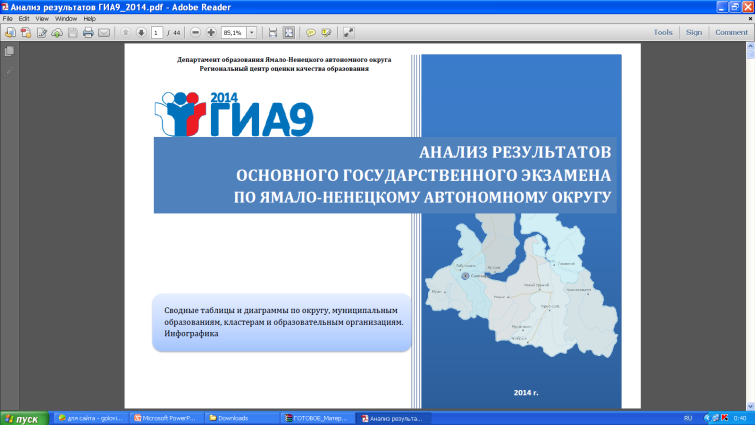 Анализ результатов ГИА9_2014.pdf - Adobe Reader
File Edit View Window Help
1 / 44 85,1% Tools Sign Comment
Департамент образования Ямало-Ненецкого автономного округа
Региональный центр оценки качества образования
2014
ГИА9
АНАЛИЗ РЕЗУЛЬТАТОВ
ОСНОВНОГО ГОСУДАРСТВЕННОГО ЭКЗАМЕНА
ПО ЯМАЛО-НЕНЕЦКОМУ АВТОНОМНОМУ ОКРУГУ
Сводные таблицы и диаграммы по округу, муниципальным
образованиям, кластерам и образовательным организациям.
Инфографика
2014 г.
пуск для сайта - golovi... Microsoft PowerP... Downloads ГОТОВОЕ_Матер... Анализ результа... RU 0:40